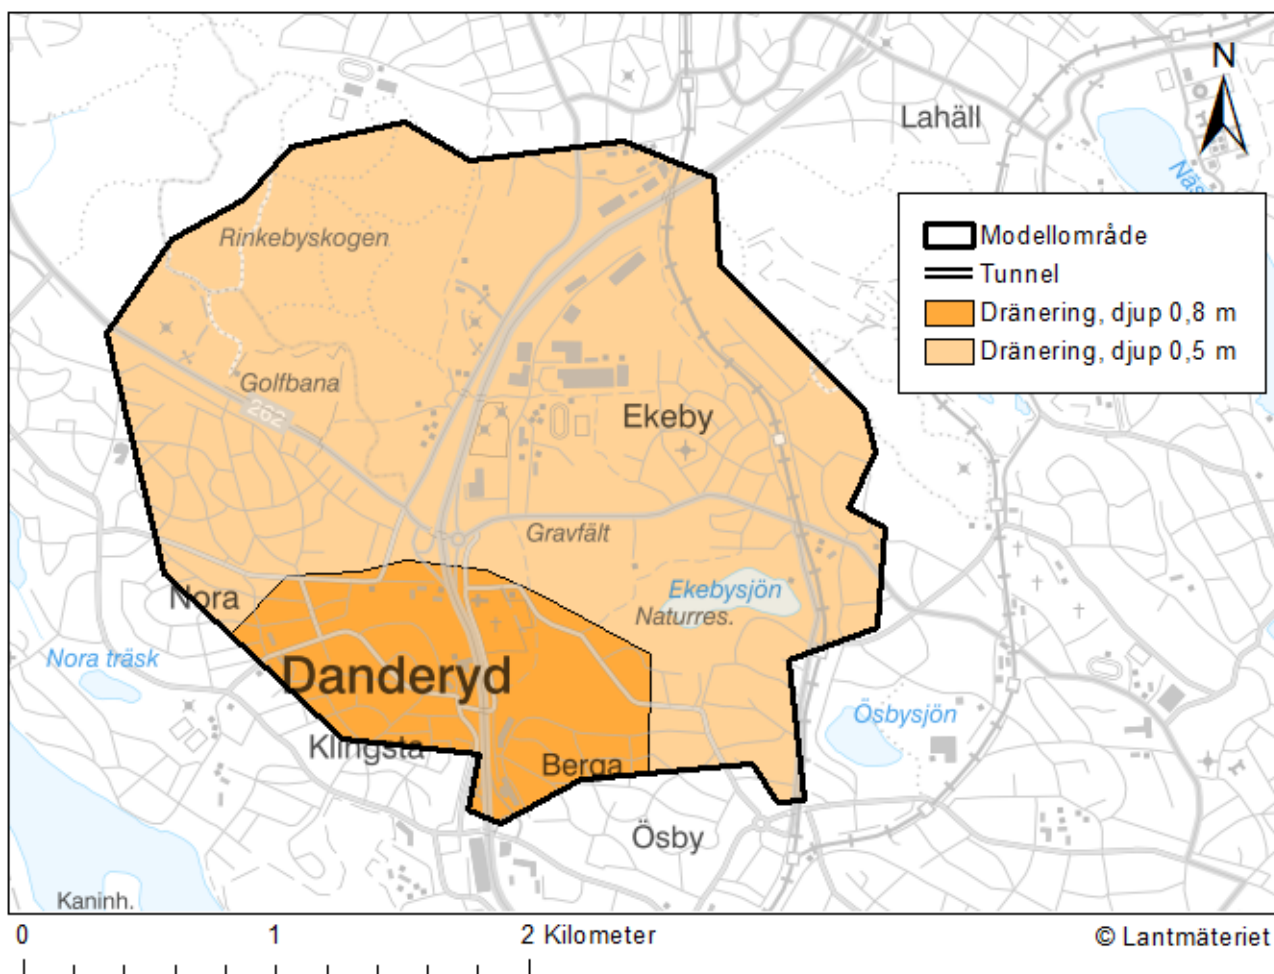 N
Lahäll
Näs
Rinkebyskogen
Modellområde
Tunnel
Dränering, djup 0,8 m
Dränering, djup 0,5 m
Golfbana
262
Ekeby
Gravfält
Ekebysjön
Naturres.
Nora
Nora träsk
Danderyd
Ösbysjön
Klingsta
Berga
Ösby
Kaninh.
0 1 2 Kilometer
© Lantmäteriet